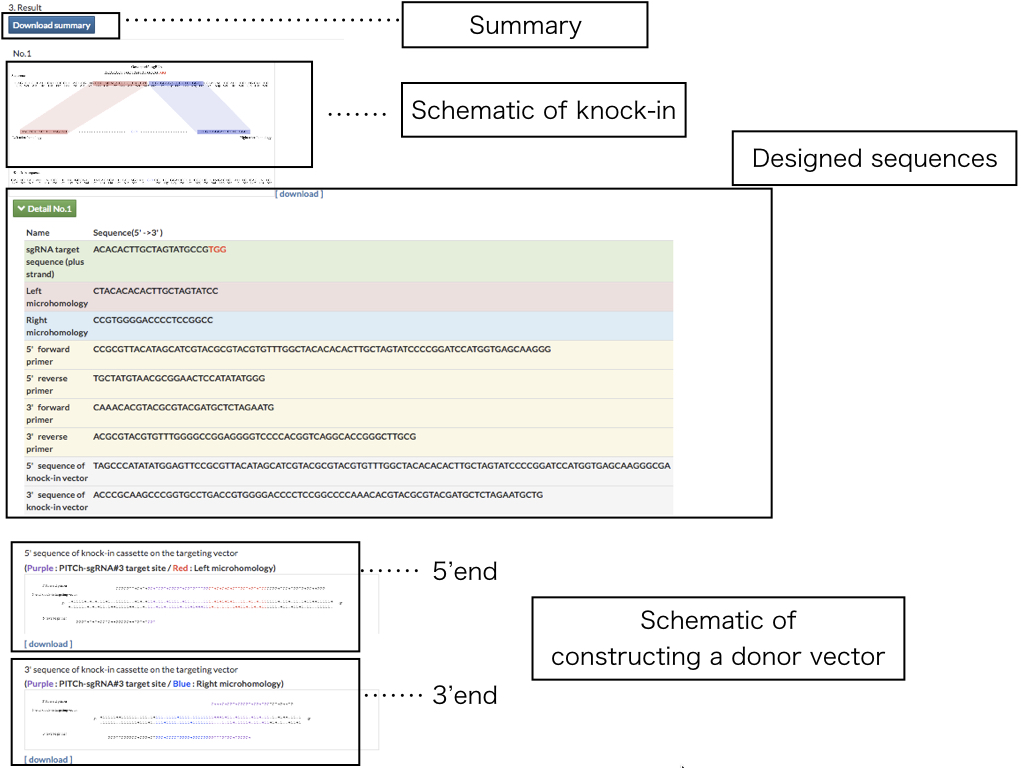 3. Result
Download summary
Summary
No.1
Schematic of knock-in
Designed sequences
[ download ]
Detail No.1
Name Sequence(5' ->3' )
sgRNA target sequence (plus strand) ACACACTTGCTAGTATGCCGTGG
Left microhomology CTACACACACTTGCTAGTATCC
Right microhomology CCGTGGGGACCCCTCCGGCC
5' forward primer CCGCGTTACATAGCATCGTACGCGTACGTGTTTGGCTACACACACTTGCTAGTATCCCCGGATCCATGGTGAGCAAGGG
5' reverse primer TGCTATGTAACGCGGAACTCCATATATGGG
3' forward primer CAAACACGTACGCGTACGATGCTCTAGAATG
3' reverse primer ACGCGTACGTGTTTGGGGCCGGAGGGGTCCCCACGGTCAGGCACCGGGCTTGCG
5' sequence of knock-in vector TAGCCCATATATGGAGTTCCGCGTTACATAGCATCGTACGCGTACGTGTTTGGCTACACACACTTGCTAGTATCCCCGGATCCATGGTGAGCAAGGGCGA
3' sequence of knock-in vector ACCCGCAAGCCCGGTGCCTGACCGTGGGGACCCCTCCGGCCCCAAACACGTACGCGTACGATGCTCTAGAATGCTG
5' sequence of knock-in cassette on the targeting vector
(Purple : PITCh-sgRNA#3 target site / Red : Left microhomology)
5'end
[ download ]
Schematic of
constructing a donor vector
3' sequence of knock-in cassette on the targeting vector
(Purple : PITCh-sgRNA#3 target site / Blue : Right microhomology)
3'end
[ download ]